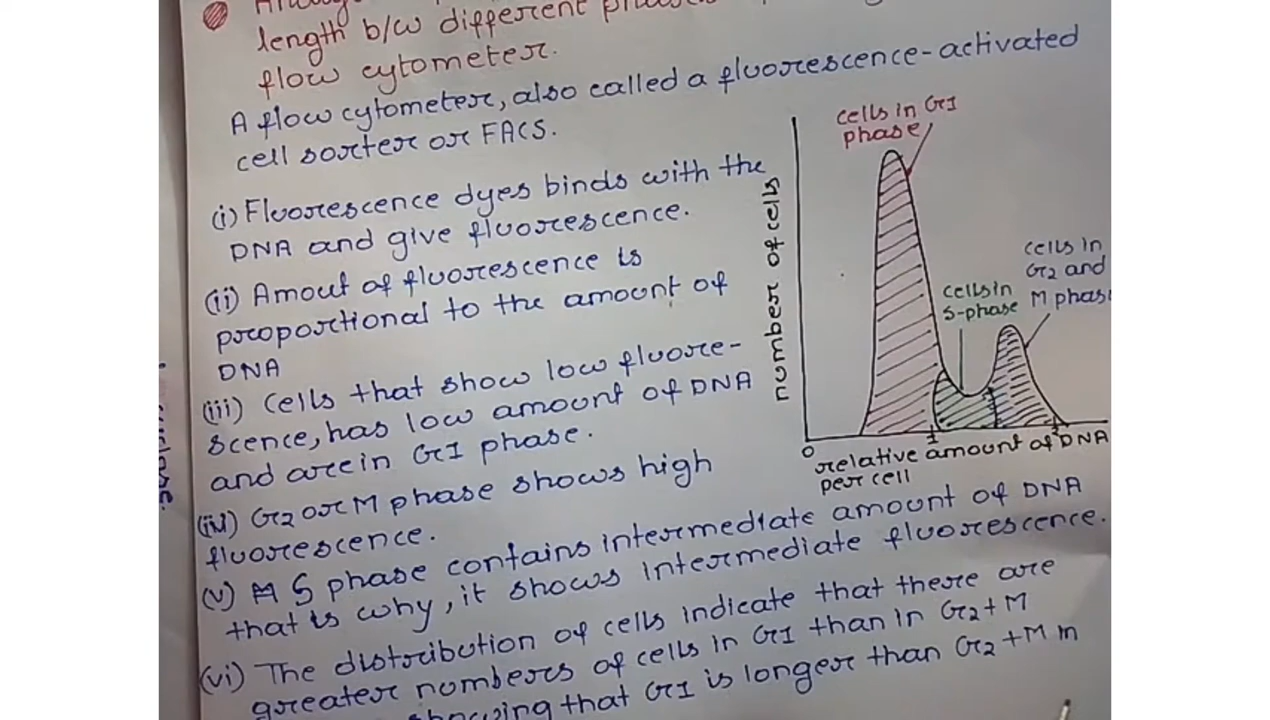 length b/w different phases
flow cytometer.
A flow cytometer, also called a fluorescence-activated
cell sorter or FACS.
(i) Fluorescence dyes binds with the
DNA and give fluorescence.
(ii) Amout of fluorescence is
proportional to the amount of
DNA
(iii) Cells that show low fluore-
scence, has low amount of DNA
and are in G1 phase.
(iv) G2 or M phase shows high
fluorescence.
(v) S phase contains intermediate amount of DNA
that is why, it shows intermediate fluorescence.
(vi) The distribution of cells indicate that there are
greater numbers of cells in G1 than in G2+M
showing that G1 is longer than G2+M in
cells in G1
phase
cells in
S-phase
cells in
G2 and
M phas
number of cells
0
1
2
relative amount of DNA
per cell